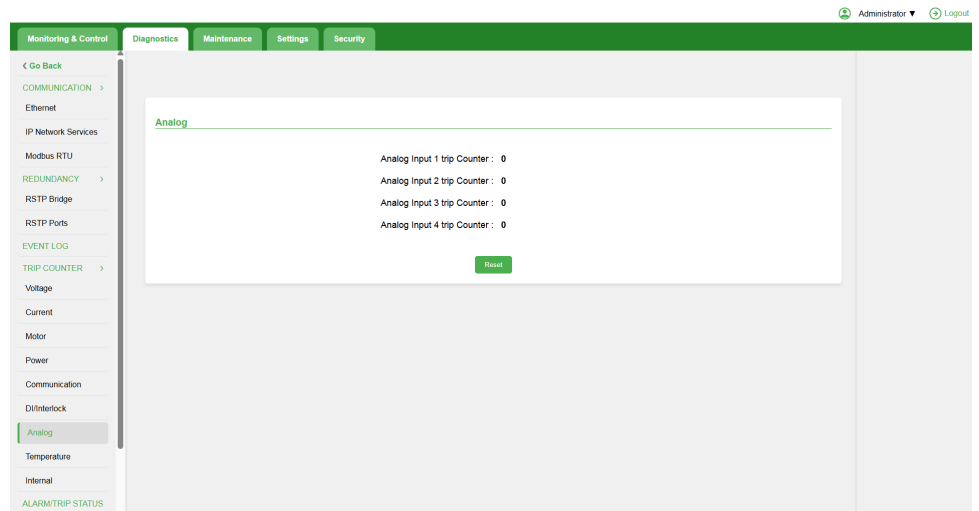 Administrator ▼ Logout
Monitoring & Control Diagnostics Maintenance Settings Security
Go Back
COMMUNICATION
Ethernet
IP Network Services
Modbus RTU
REDUNDANCY
RSTP Bridge
RSTP Ports
EVENT LOG
TRIP COUNTER
Voltage
Current
Motor
Power
Communication
DI/Interlock
Analog
Temperature
Internal
ALARM/TRIP STATUS
Analog
Analog Input 1 trip Counter : 0
Analog Input 2 trip Counter : 0
Analog Input 3 trip Counter : 0
Analog Input 4 trip Counter : 0
Reset